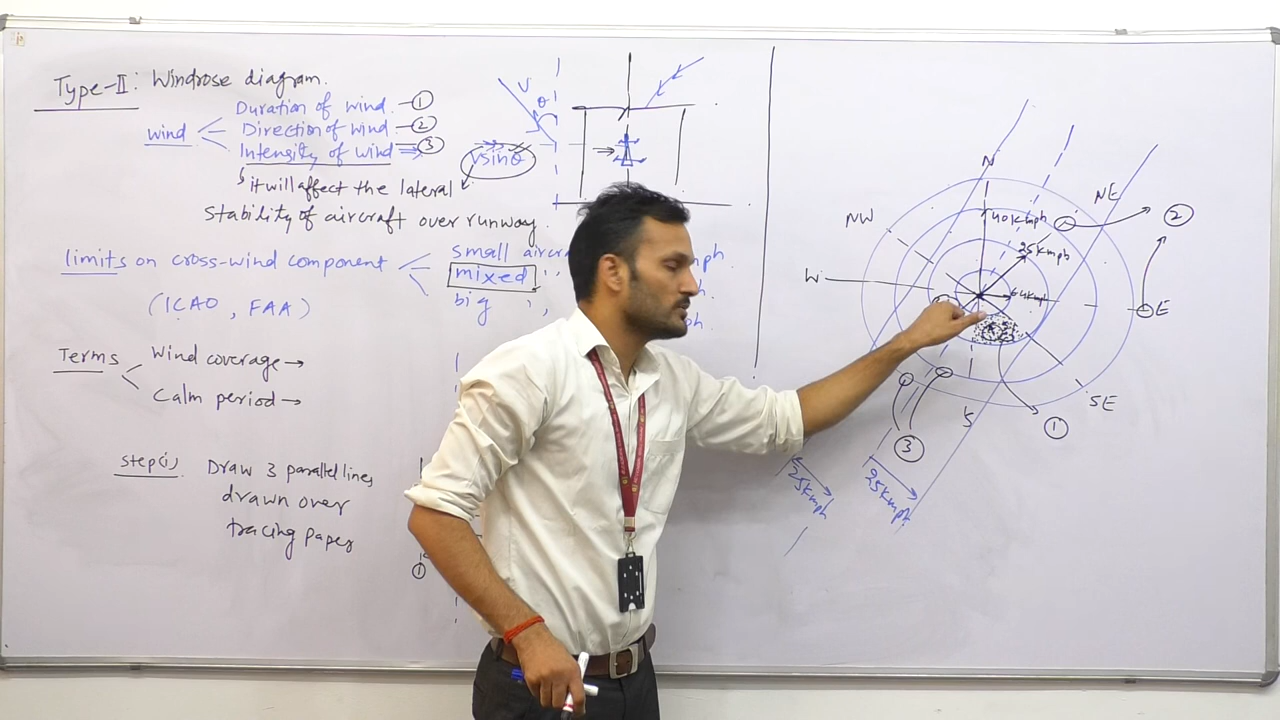 Type-II: Windrose diagram.
wind
Duration of wind. - 1
Direction of wind - 2
Intensity of wind 3
it will affect the lateral
stability of aircraft over runway.
V
θ
Vsinθ
limits on cross-wind component
(ICAO, FAA)
small
mixed ,,
big ,,
mph.
Terms
Wind coverage →
Calm period →
step(i) Draw 3 parallel lines
drawn over
tracing paper
1
N
NE
NW
2
40kmph
25kmph
6.4kmph
W
E
SE
S
1
3
25kmph
25kmph